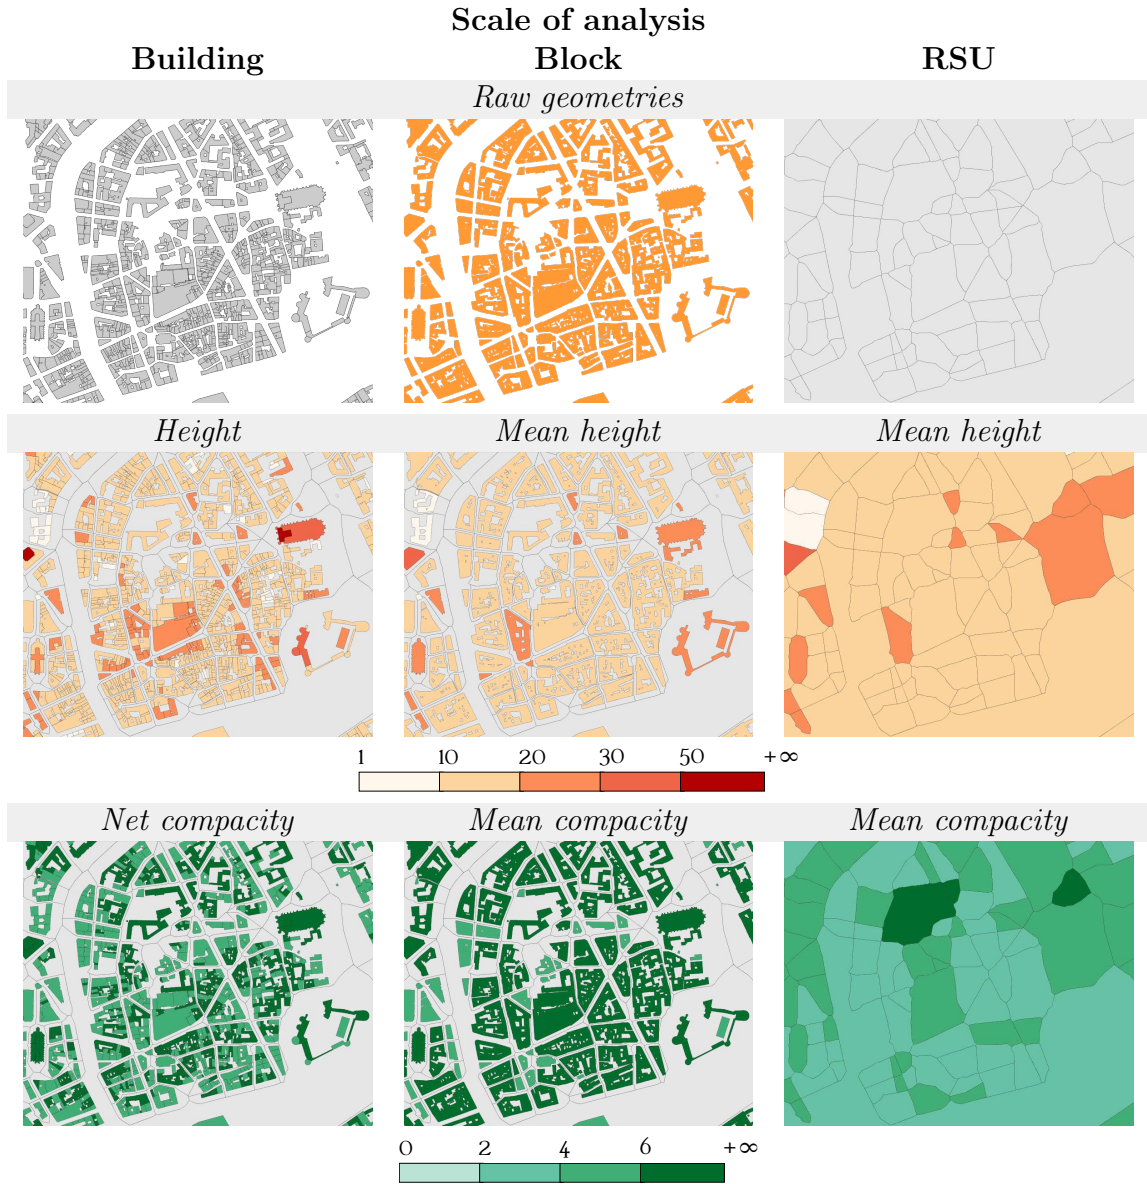 Scale of analysis
Building Block RSU
Raw geometries
Height Mean height Mean height
1 10 20 30 50 +∞
Net compacity Mean compacity Mean compacity
0 2 4 6 +∞